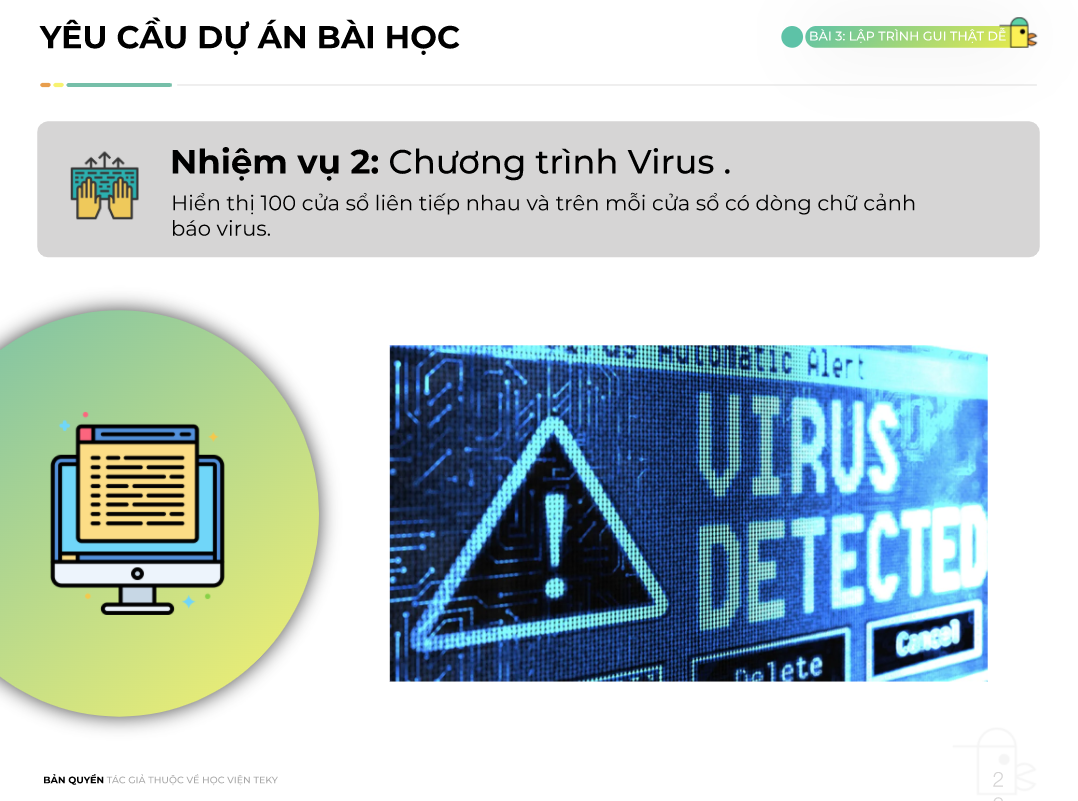 YÊU CẦU DỰ ÁN BÀI HỌC
BÀI 3: LẬP TRÌNH GUI THẬT DỄ
Nhiệm vụ 2: Chương trình Virus .
Hiển thị 100 cửa sổ liên tiếp nhau và trên mỗi cửa sổ có dòng chữ cảnh
báo virus.
Virus Automatic Alert
VIRUS
DETECTED
Delete
Cancel
BẢN QUYỀN TÁC GIẢ THUỘC VỀ HỌC VIỆN TEKY
2